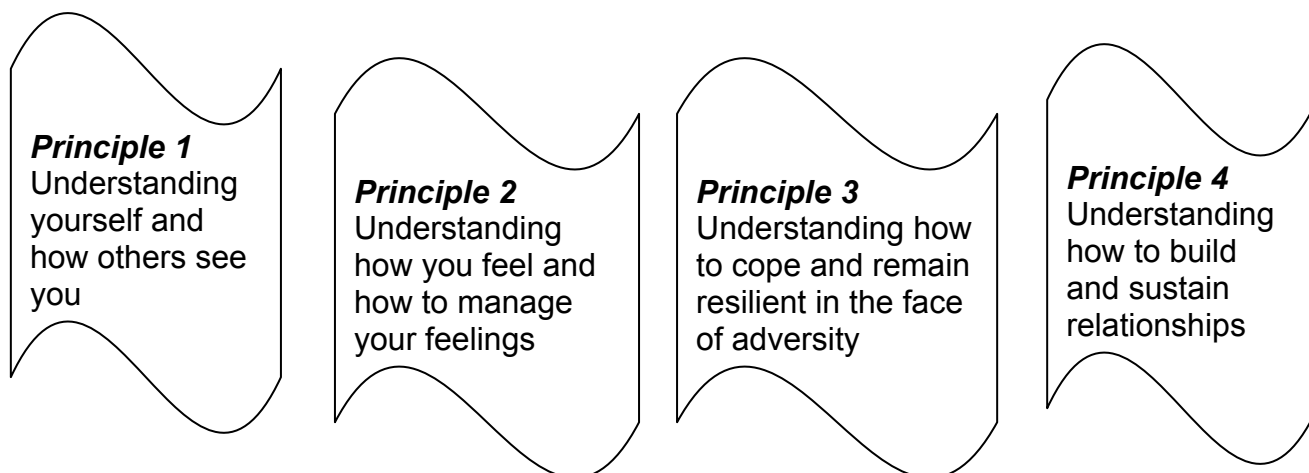 Principle 1
Understanding
yourself and
how others see
you
Principle 2
Understanding
how you feel and
how to manage
your feelings
Principle 3
Understanding how
to cope and remain
resilient in the face
of adversity
Principle 4
Understanding
how to build
and sustain
relationships